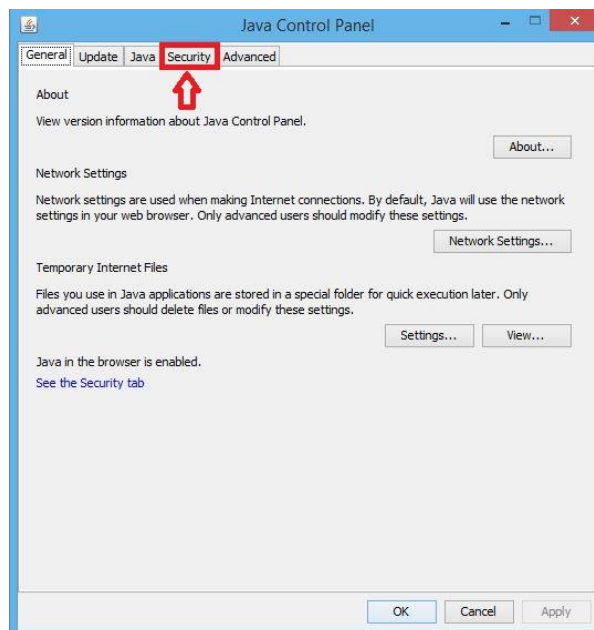 Java Control Panel
General Update Java Security Advanced
About
View version information about Java Control Panel.
About...
Network Settings
Network settings are used when making Internet connections. By default, Java will use the network
settings in your web browser. Only advanced users should modify these settings.
Network Settings...
Temporary Internet Files
Files you use in Java applications are stored in a special folder for quick execution later. Only
advanced users should delete files or modify these settings.
Settings... View...
Java in the browser is enabled.
See the Security tab
OK Cancel Apply